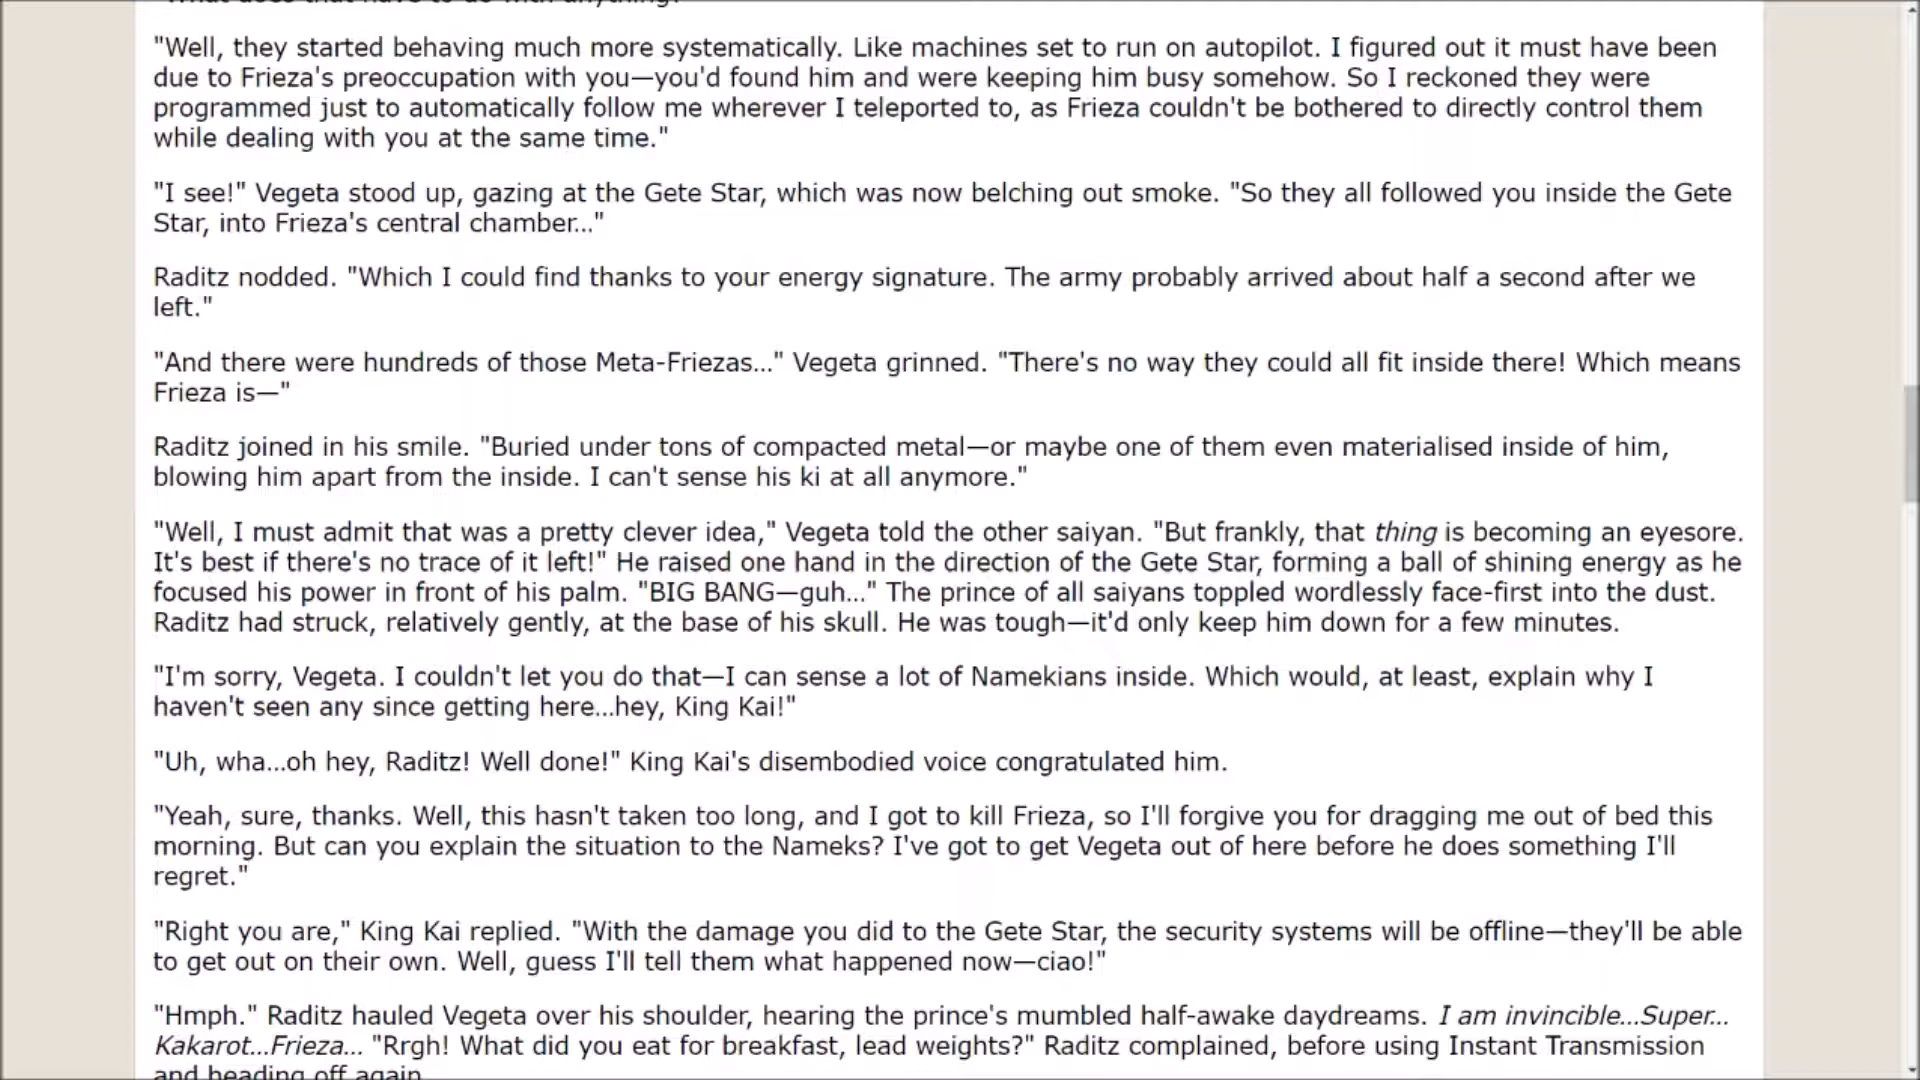 "What does that have to do with anything?"
"Well, they started behaving much more systematically. Like machines set to run on autopilot. I figured out it must have been
due to Frieza's preoccupation with you—you'd found him and were keeping him busy somehow. So I reckoned they were
programmed just to automatically follow me wherever I teleported to, as Frieza couldn't be bothered to directly control them
while dealing with you at the same time."
"I see!" Vegeta stood up, gazing at the Gete Star, which was now belching out smoke. "So they all followed you inside the Gete
Star, into Frieza's central chamber..."
Raditz nodded. "Which I could find thanks to your energy signature. The army probably arrived about half a second after we
left."
"And there were hundreds of those Meta-Friezas..." Vegeta grinned. "There's no way they could all fit inside there! Which means
Frieza is—"
Raditz joined in his smile. "Buried under tons of compacted metal—or maybe one of them even materialised inside of him,
blowing him apart from the inside. I can't sense his ki at all anymore."
"Well, I must admit that was a pretty clever idea," Vegeta told the other saiyan. "But frankly, that thing is becoming an eyesore.
It's best if there's no trace of it left!" He raised one hand in the direction of the Gete Star, forming a ball of shining energy as he
focused his power in front of his palm. "BIG BANG—guh..." The prince of all saiyans toppled wordlessly face-first into the dust.
Raditz had struck, relatively gently, at the base of his skull. He was tough—it'd only keep him down for a few minutes.
"I'm sorry, Vegeta. I couldn't let you do that—I can sense a lot of Namekians inside. Which would, at least, explain why I
haven't seen any since getting here...hey, King Kai!"
"Uh, wha...oh hey, Raditz! Well done!" King Kai's disembodied voice congratulated him.
"Yeah, sure, thanks. Well, this hasn't taken too long, and I got to kill Frieza, so I'll forgive you for dragging me out of bed this
morning. But can you explain the situation to the Nameks? I've got to get Vegeta out of here before he does something I'll
regret."
"Right you are," King Kai replied. "With the damage you did to the Gete Star, the security systems will be offline—they'll be able
to get out on their own. Well, guess I'll tell them what happened now—ciao!"
"Hmph." Raditz hauled Vegeta over his shoulder, hearing the prince's mumbled half-awake daydreams. I am invincible...Super...
Kakarot...Frieza... "Rrgh! What did you eat for breakfast, lead weights?" Raditz complained, before using Instant Transmission
and heading off again.